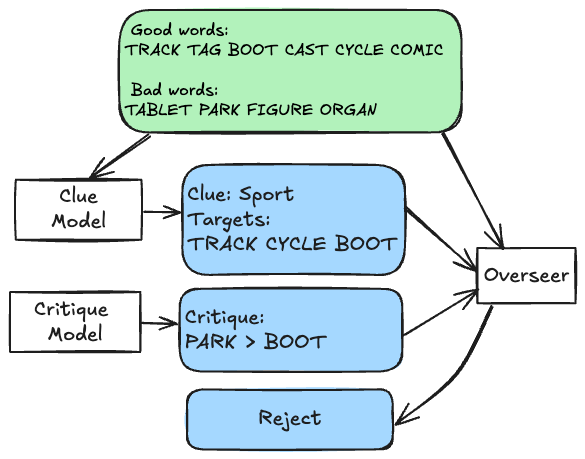 Good words:
TRACK TAG BOOT CAST CYCLE COMIC
Bad words:
TABLET PARK FIGURE ORGAN
Clue
Model
Clue: Sport
Targets:
TRACK CYCLE BOOT
Overseer
Critique
Model
Critique:
PARK > BOOT
Reject